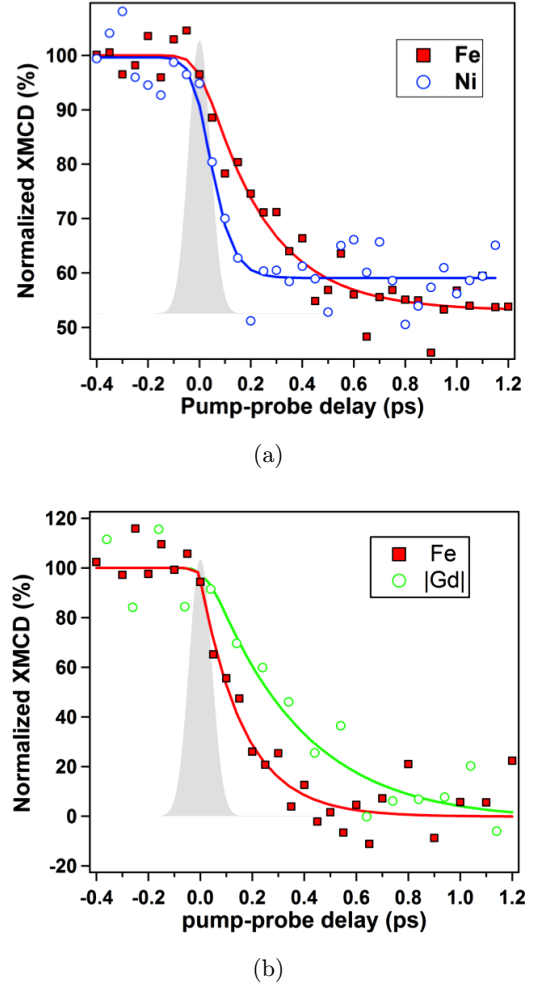 100
90
80
70
60
50
Normalized XMCD (%)
Fe
Ni
-0.4 -0.2 0.0 0.2 0.4 0.6 0.8 1.0 1.2
Pump-probe delay (ps)
(a)
120
100
80
60
40
20
0
-20
Normalized XMCD (%)
Fe
|Gd|
-0.4 -0.2 0.0 0.2 0.4 0.6 0.8 1.0 1.2
pump-probe delay (ps)
(b)